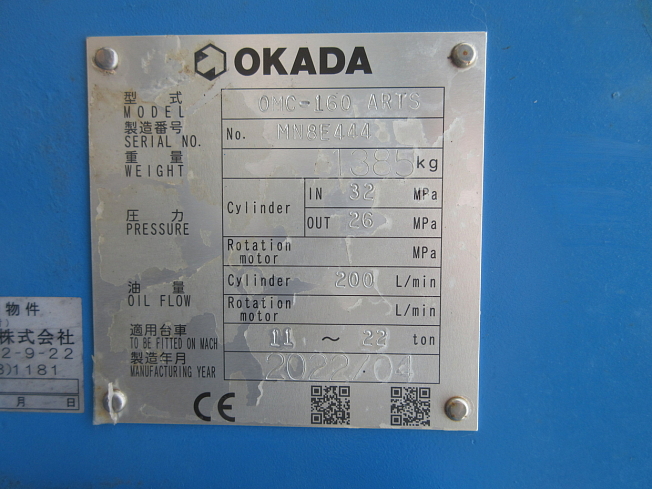 OKADA
型式 MODEL OMC-160 ARTS
製造番号 SERIAL NO. No. MN8E444
重量 WEIGHT 1385 kg
圧力 PRESSURE Cylinder IN 32 MPa
OUT 26 MPa
Rotation motor MPa
油量 OIL FLOW Cylinder 200 L/min
Rotation motor L/min
適用台車 TO BE FITTED ON MACH 11 ~ 22 ton
製造年月 MANUFACTURING YEAR 2022/04
CE
物件
株式会社
2-9-22
)1181
月 日